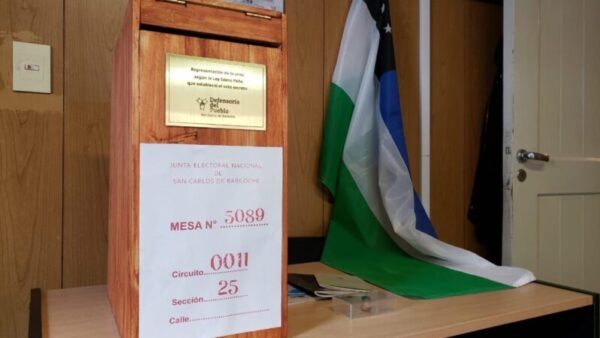 Representación de la urna
según la Ley Sáenz Peña
que estableció el voto secreto
Defensoría
del
Pueblo
JUNTA ELECTORAL NACIONAL
DE
SAN CARLOS DE BARILOCHE
MESA N° 5089
Circuito....0011
Sección....25
Calle....................